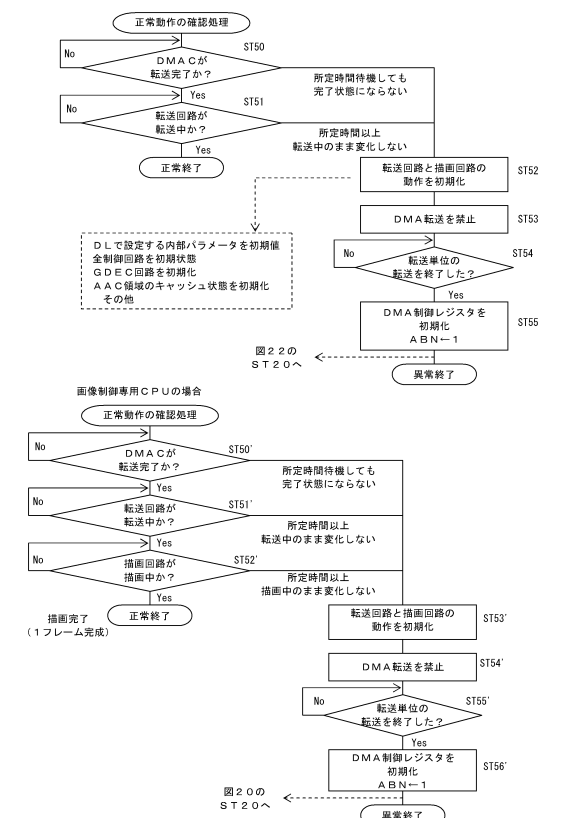 正常動作の確認処理
ST50
No
ＤＭＡＣが
転送完了か？
所定時間待機しても
完了状態にならない
Yes
ST51
No
転送回路が
転送中か？
所定時間以上
転送中のまま変化しない
Yes
正常終了
転送回路と描画回路の
動作を初期化
ST52
ＤＭＡ転送を禁止
ST53
ＤＬで設定する内部パラメータを初期値
全制御回路を初期状態
ＧＤＥＣ回路を初期化
ＡＡＣ領域のキャッシュ状態を初期化
その他
No
転送単位の
転送を終了した？
ST54
Yes
ＤＭＡ制御レジスタを
初期化
ＡＢＮ←１
ST55
図２２の
ＳＴ２０へ
異常終了
画像制御専用ＣＰＵの場合
正常動作の確認処理
No
ＤＭＡＣが
転送完了か？
ST50'
所定時間待機しても
完了状態にならない
Yes
No
転送回路が
転送中か？
ST51'
所定時間以上
転送中のまま変化しない
Yes
No
描画回路が
描画中か？
ST52'
所定時間以上
描画中のまま変化しない
Yes
描画完了
（１フレーム完成）
正常終了
転送回路と描画回路の
動作を初期化
ST53'
ＤＭＡ転送を禁止
ST54'
No
転送単位の
転送を終了した？
ST55'
Yes
ＤＭＡ制御レジスタを
初期化
ＡＢＮ←１
ST56'
図２０の
ＳＴ２０へ
異常終了